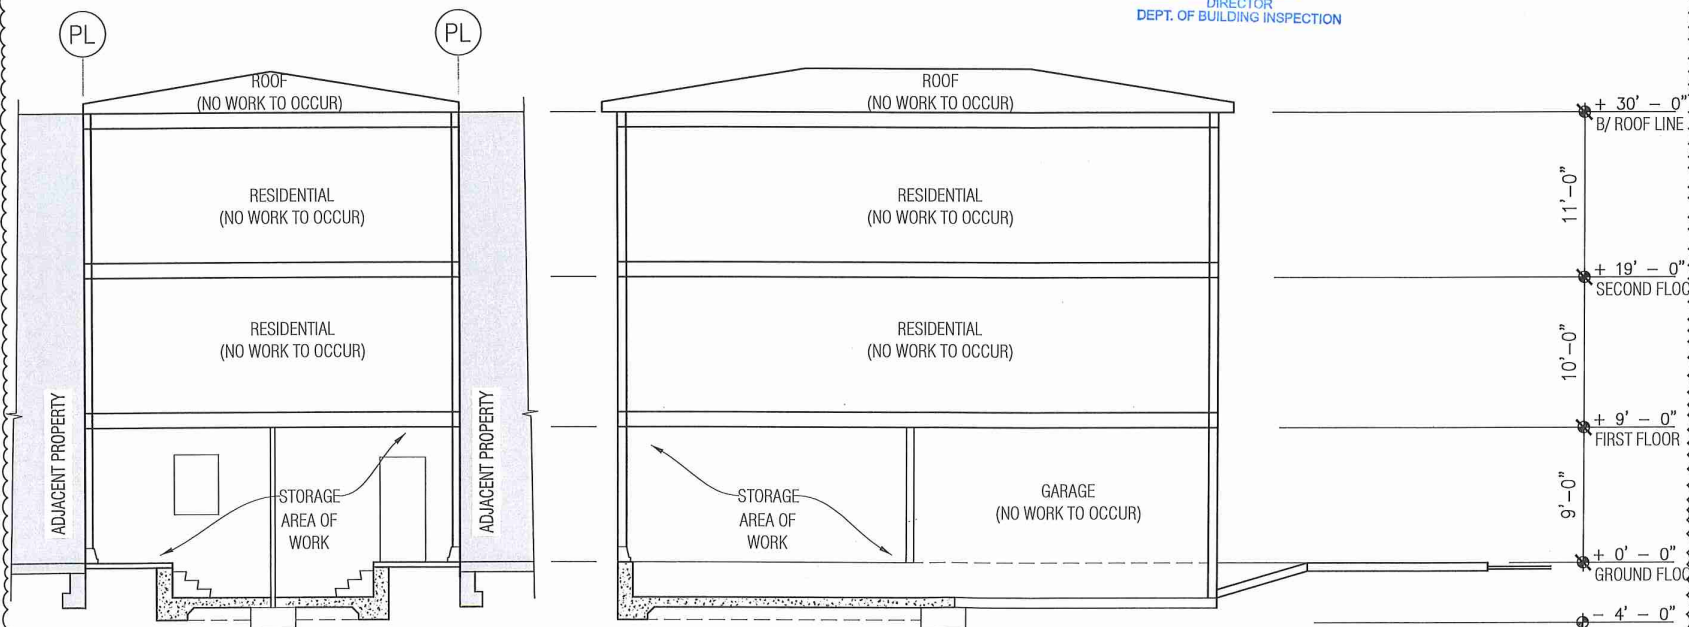 DIRECTOR
DEPT. OF BUILDING INSPECTION
PL
PL
ROOF
(NO WORK TO OCCUR)
RESIDENTIAL
(NO WORK TO OCCUR)
RESIDENTIAL
(NO WORK TO OCCUR)
ADJACENT PROPERTY
ADJACENT PROPERTY
STORAGE
AREA OF
WORK
ROOF
(NO WORK TO OCCUR)
RESIDENTIAL
(NO WORK TO OCCUR)
RESIDENTIAL
(NO WORK TO OCCUR)
STORAGE
AREA OF
WORK
GARAGE
(NO WORK TO OCCUR)
+ 30' - 0"
B/ ROOF LINE
11'-0"
+ 19' - 0"
SECOND FLOO
10'-0"
+ 9' - 0"
FIRST FLOOR
9'-0"
+ 0' - 0"
GROUND FLOO
- 4' - 0"